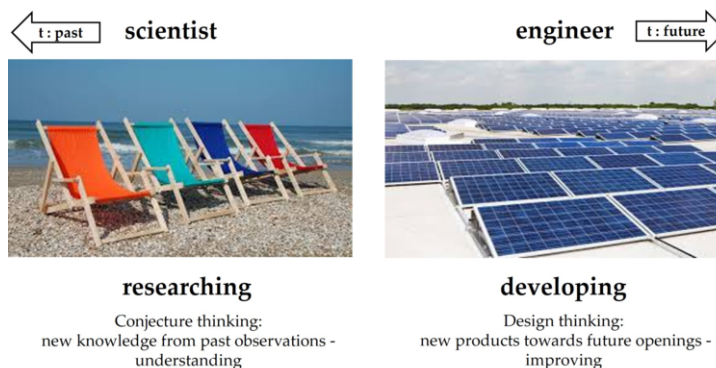 t : past
scientist
engineer
t : future
researching
Conjecture thinking:
new knowledge from past observations -
understanding
developing
Design thinking:
new products towards future openings -
improving